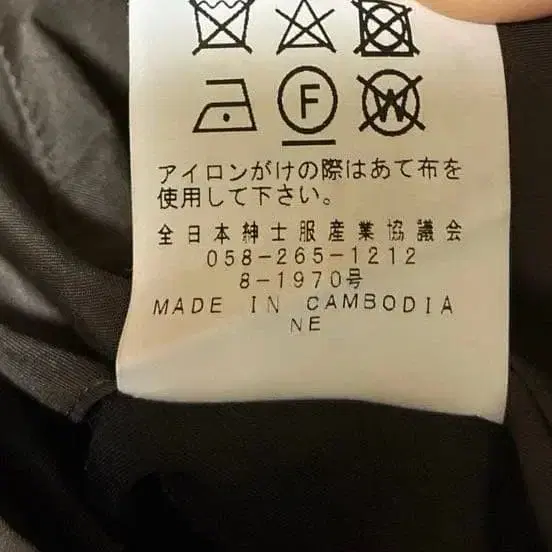 F W
アイロンがけの際はあて布を
使用して下さい。
全日本紳士服産業協議会
058-265-1212
8-1970号
MADE IN CAMBODIA
NE